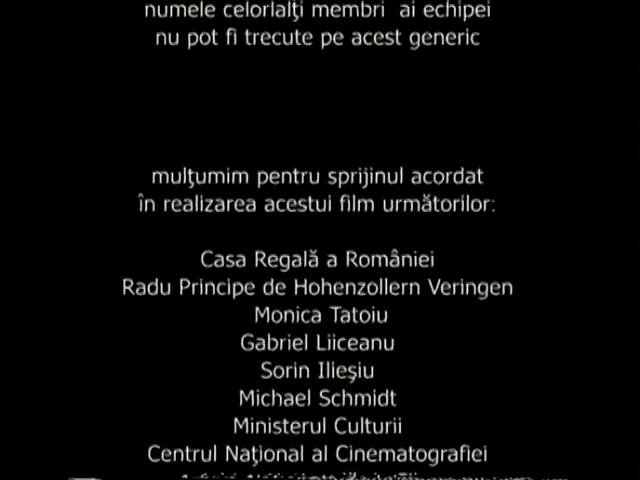 numele celorlalţi membri ai echipei
nu pot fi trecute pe acest generic
mulţumim pentru sprijinul acordat
în realizarea acestui film următorilor:
Casa Regală a României
Radu Principe de Hohenzollern Veringen
Monica Tatoiu
Gabriel Liiceanu
Sorin Ilieşiu
Michael Schmidt
Ministerul Culturii
Centrul Naţional al Cinematografiei